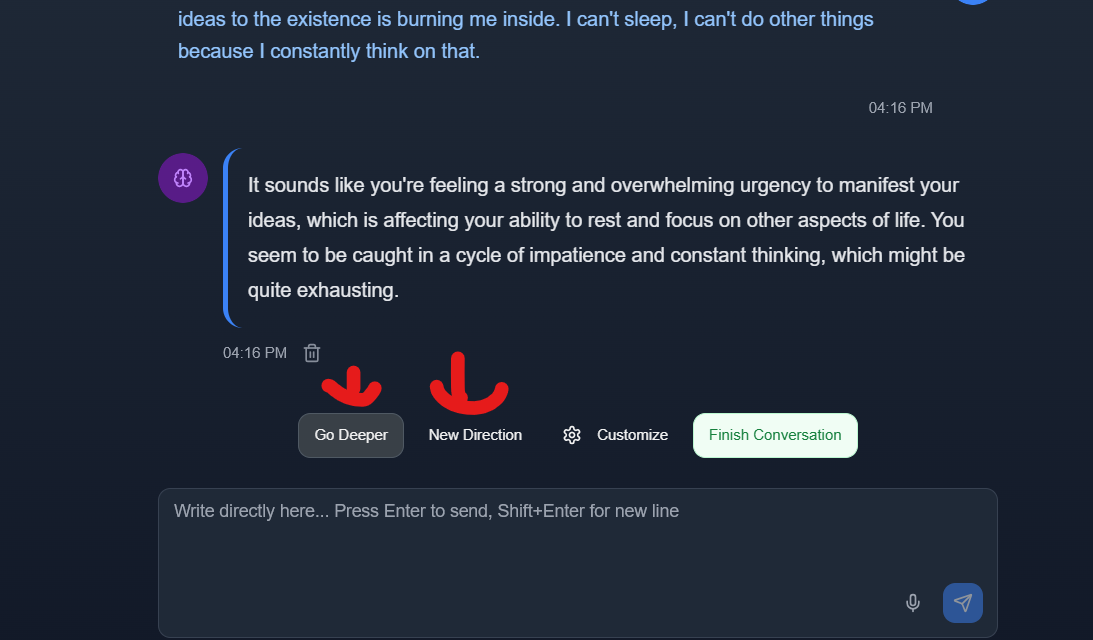 ideas to the existence is burning me inside. I can't sleep, I can't do other things
because I constantly think on that.
04:16 PM
It sounds like you're feeling a strong and overwhelming urgency to manifest your
ideas, which is affecting your ability to rest and focus on other aspects of life. You
seem to be caught in a cycle of impatience and constant thinking, which might be
quite exhausting.
04:16 PM
Go Deeper New Direction Customize Finish Conversation
Write directly here... Press Enter to send, Shift+Enter for new line